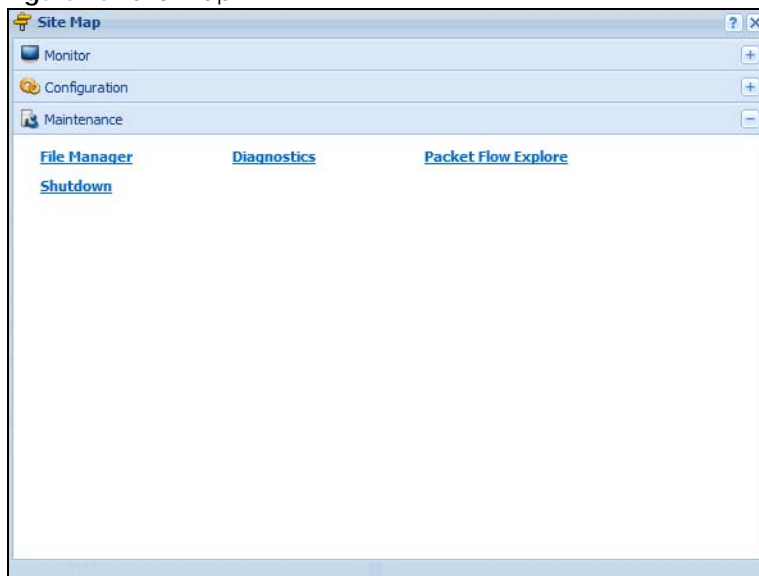 Site Map
Monitor
Configuration
Maintenance
File Manager Diagnostics Packet Flow Explore
Shutdown